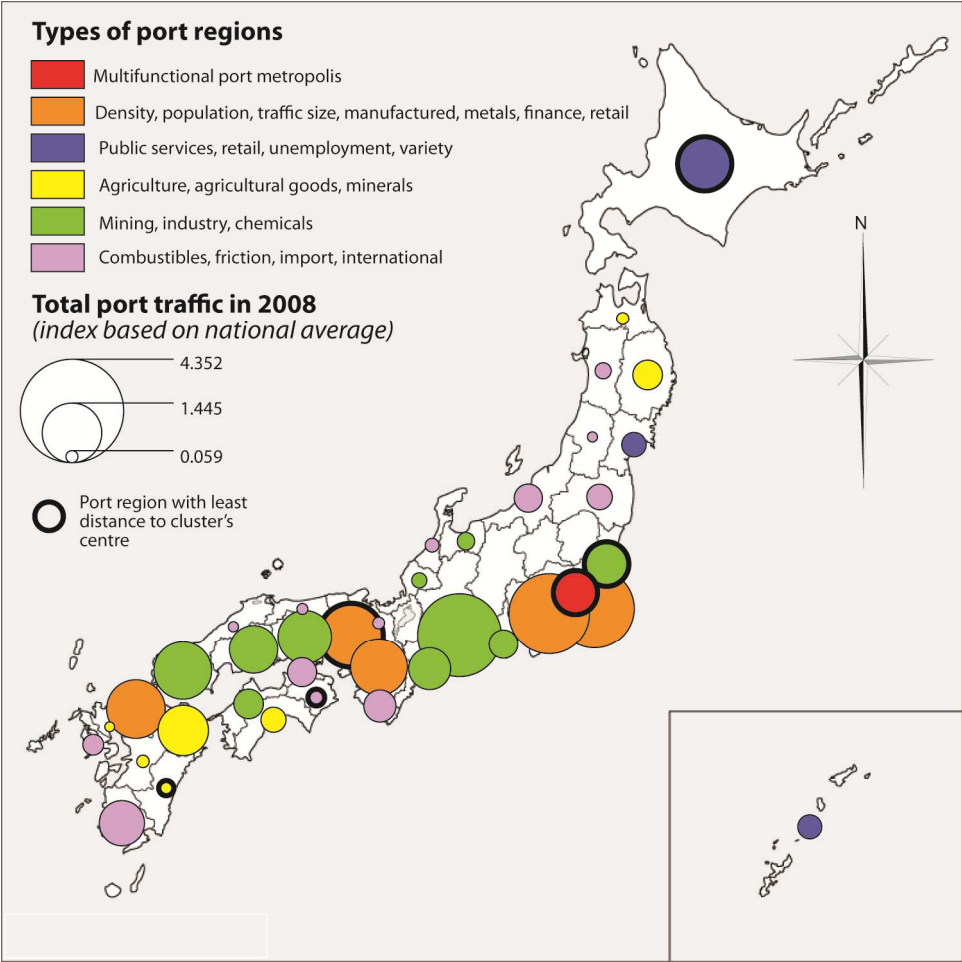 Types of port regions
Multifunctional port metropolis
Density, population, traffic size, manufactured, metals, finance, retail
Public services, retail, unemployment, variety
Agriculture, agricultural goods, minerals
Mining, industry, chemicals
Combustibles, friction, import, international
Total port traffic in 2008
(index based on national average)
4.352
1.445
0.059
Port region with least
distance to cluster's
centre
N